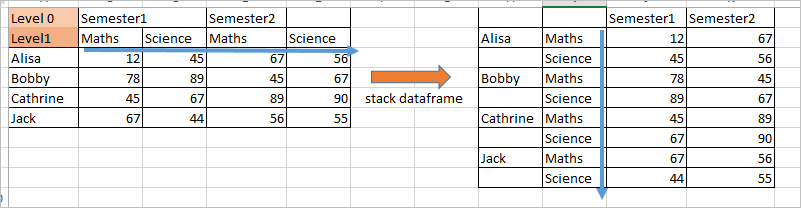 Level 0 Semester1 Semester2
Level1 Maths Science Maths Science
Alisa 12 45 67 56
Bobby 78 89 45 67
Cathrine 45 67 89 90
Jack 67 44 56 55
stack dataframe
Semester1 Semester2
Alisa Maths 12 67
Science 45 56
Bobby Maths 78 45
Science 89 67
Cathrine Maths 45 89
Science 67 90
Jack Maths 67 56
Science 44 55